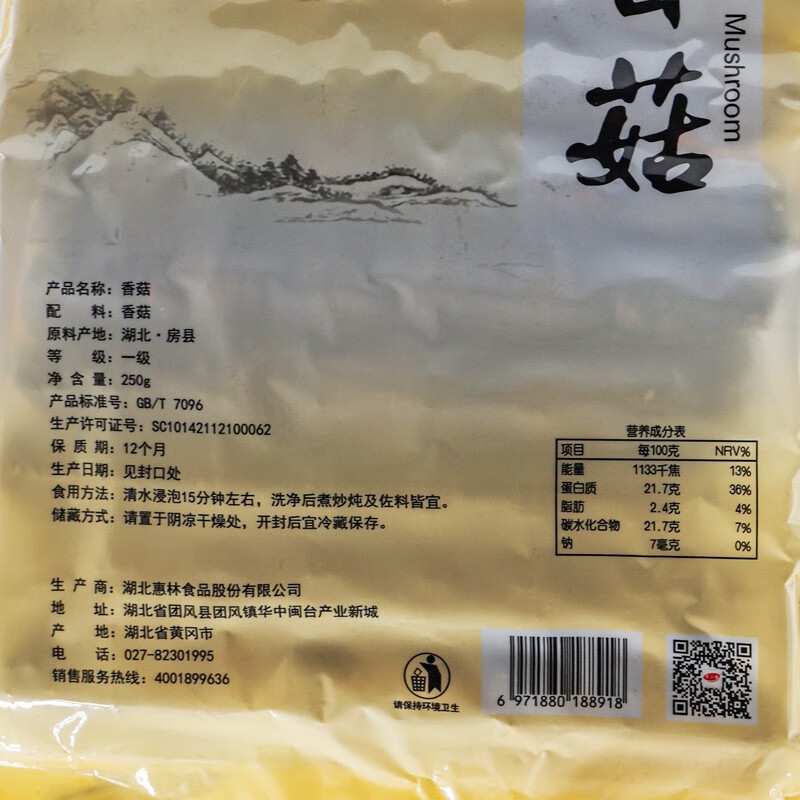 Mushroom
菇
产品名称：香菇
配 料：香菇
原料产地：湖北·房县
等 级：一级
净 含 量：250g
产品标准号：GB/T 7096
生产许可证号：SC10142112100062
保 质 期：12个月
生产日期：见封口处
食用方法：清水浸泡15分钟左右，洗净后煮炒炖及佐料皆宜。
储藏方式：请置于阴凉干燥处，开封后宜冷藏保存。
营养成分表
项目 每100克 NRV%
能量 1133千焦 13%
蛋白质 21.7克 36%
脂肪 2.4克 4%
碳水化合物 21.7克 7%
钠 7毫克 0%
生 产 商：湖北惠林食品股份有限公司
地 址：湖北省团风县团风镇华中闽台产业新城
产 地：湖北省黄冈市
电 话：027-82301995
销售服务热线：4001899636
请保持环境卫生
6 971880 188918